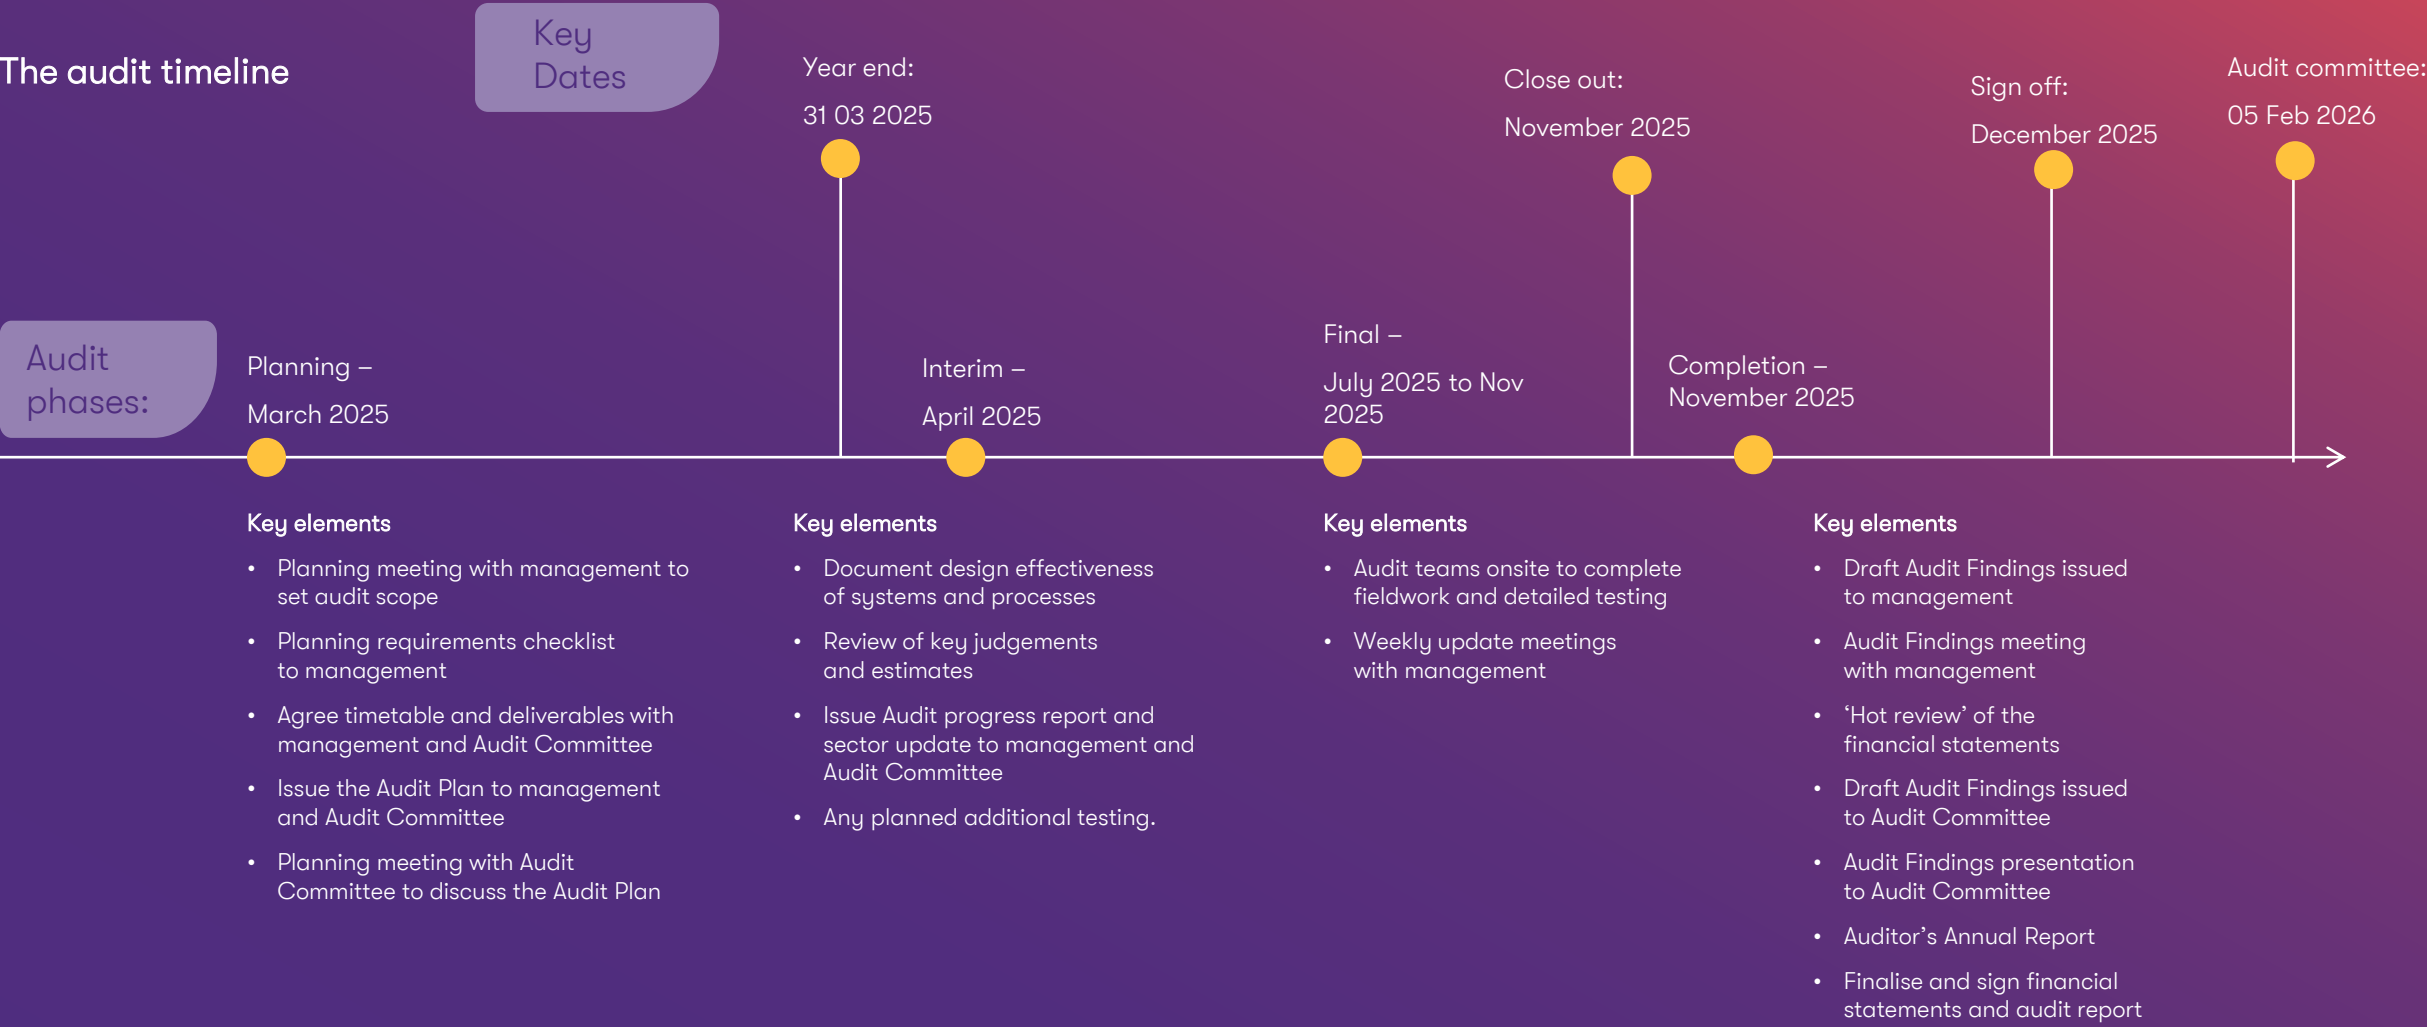 The audit timeline
Key
Dates
Year end:
31 03 2025
Close out:
November 2025
Sign off:
December 2025
Audit committee:
05 Feb 2026
Audit
phases:
Planning –
March 2025
Interim –
April 2025
Final –
July 2025 to Nov
2025
Completion –
November 2025
Key elements
• Planning meeting with management to
set audit scope
• Planning requirements checklist
to management
• Agree timetable and deliverables with
management and Audit Committee
• Issue the Audit Plan to management
and Audit Committee
• Planning meeting with Audit
Committee to discuss the Audit Plan
Key elements
• Document design effectiveness
of systems and processes
• Review of key judgements
and estimates
• Issue Audit progress report and
sector update to management and
Audit Committee
• Any planned additional testing.
Key elements
• Audit teams onsite to complete
fieldwork and detailed testing
• Weekly update meetings
with management
Key elements
• Draft Audit Findings issued
to management
• Audit Findings meeting
with management
• ‘Hot review’ of the
financial statements
• Draft Audit Findings issued
to Audit Committee
• Audit Findings presentation
to Audit Committee
• Auditor’s Annual Report
• Finalise and sign financial
statements and audit report